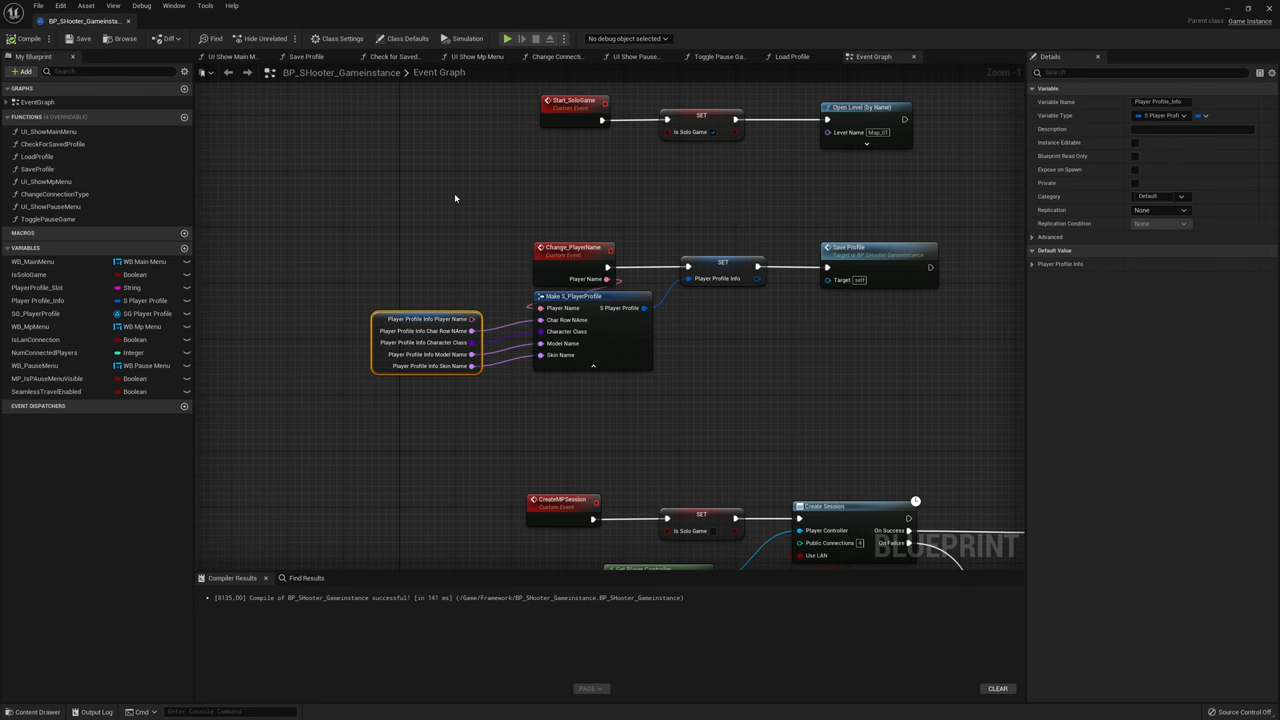 File Edit Asset View Debug Window Tools Help
BP_SHooter_Gameinsta...
Parent class: Game Instance
Compile Save Browse Diff Find Hide Unrelated Class Settings Class Defaults Simulation No debug object selected
My Blueprint
UI Show Main M... Save Profile Check for Saved... UI Show Mp Menu Change Connecti... UI Show Pause... Toggle Pause Ga... Load Profile Event Graph
Details
Add Search
BP_SHooter_Gameinstance > Event Graph
Zoom -1
Search
GRAPHS
EventGraph
FUNCTIONS (4 OVERRIDABLE)
UI_ShowMainMenu
CheckForSavedProfile
LoadProfile
SaveProfile
UI_ShowMpMenu
ChangeConnectionType
UI_ShowPauseMenu
TogglePauseGame
MACROS
VARIABLES
WB_MainMenu WB Main Menu
IsSoloGame Boolean
PlayerProfile_Slot String
Player_Profile_Info S Player Profile
SG_PlayerProfile SG Player Profile
WB_MpMenu WB Mp Menu
IsLanConnection Boolean
NumConnectedPlayers Integer
WB_PauseMenu WB Pause Menu
MP_IsPAuseMenuVisible Boolean
SeamlessTravelEnabled Boolean
EVENT DISPATCHERS
Start_SoloGame
Custom Event
SET
Is Solo Game
Open Level (by Name)
Level Name Map_01
Change_PlayerName
Custom Event
Player Name
SET
Player Profile Info
Save Profile
Target is BP SHooter Gameinstance
Target self
Make S_PlayerProfile
Player Name S Player Profile
Char Row NAme
Character Class
Model Name
Skin Name
Player Profile Info Player Name
Player Profile Info Char Row NAme
Player Profile Info Character Class
Player Profile Info Model Name
Player Profile Info Skin Name
CreateMPSession
Custom Event
SET
Is Solo Game
Create Session
Player Controller On Success
Public Connections 4 On Failure
Use LAN
Get Player Controller
BLUEPRINT
Variable
Variable Name Player Profile_Info
Variable Type S Player Profi
Description
Instance Editable
Blueprint Read Only
Expose on Spawn
Private
Category Default
Replication None
Replication Condition None
Advanced
Default Value
Player Profile Info
Compiler Results Find Results
[8135.00] Compile of BP_SHooter_Gameinstance successful! [in 141 ms] (/Game/Framework/BP_SHooter_Gameinstance.BP_SHooter_Gameinstance)
PAGE
CLEAR
Content Drawer Output Log Cmd Enter Console Command
Source Control Off